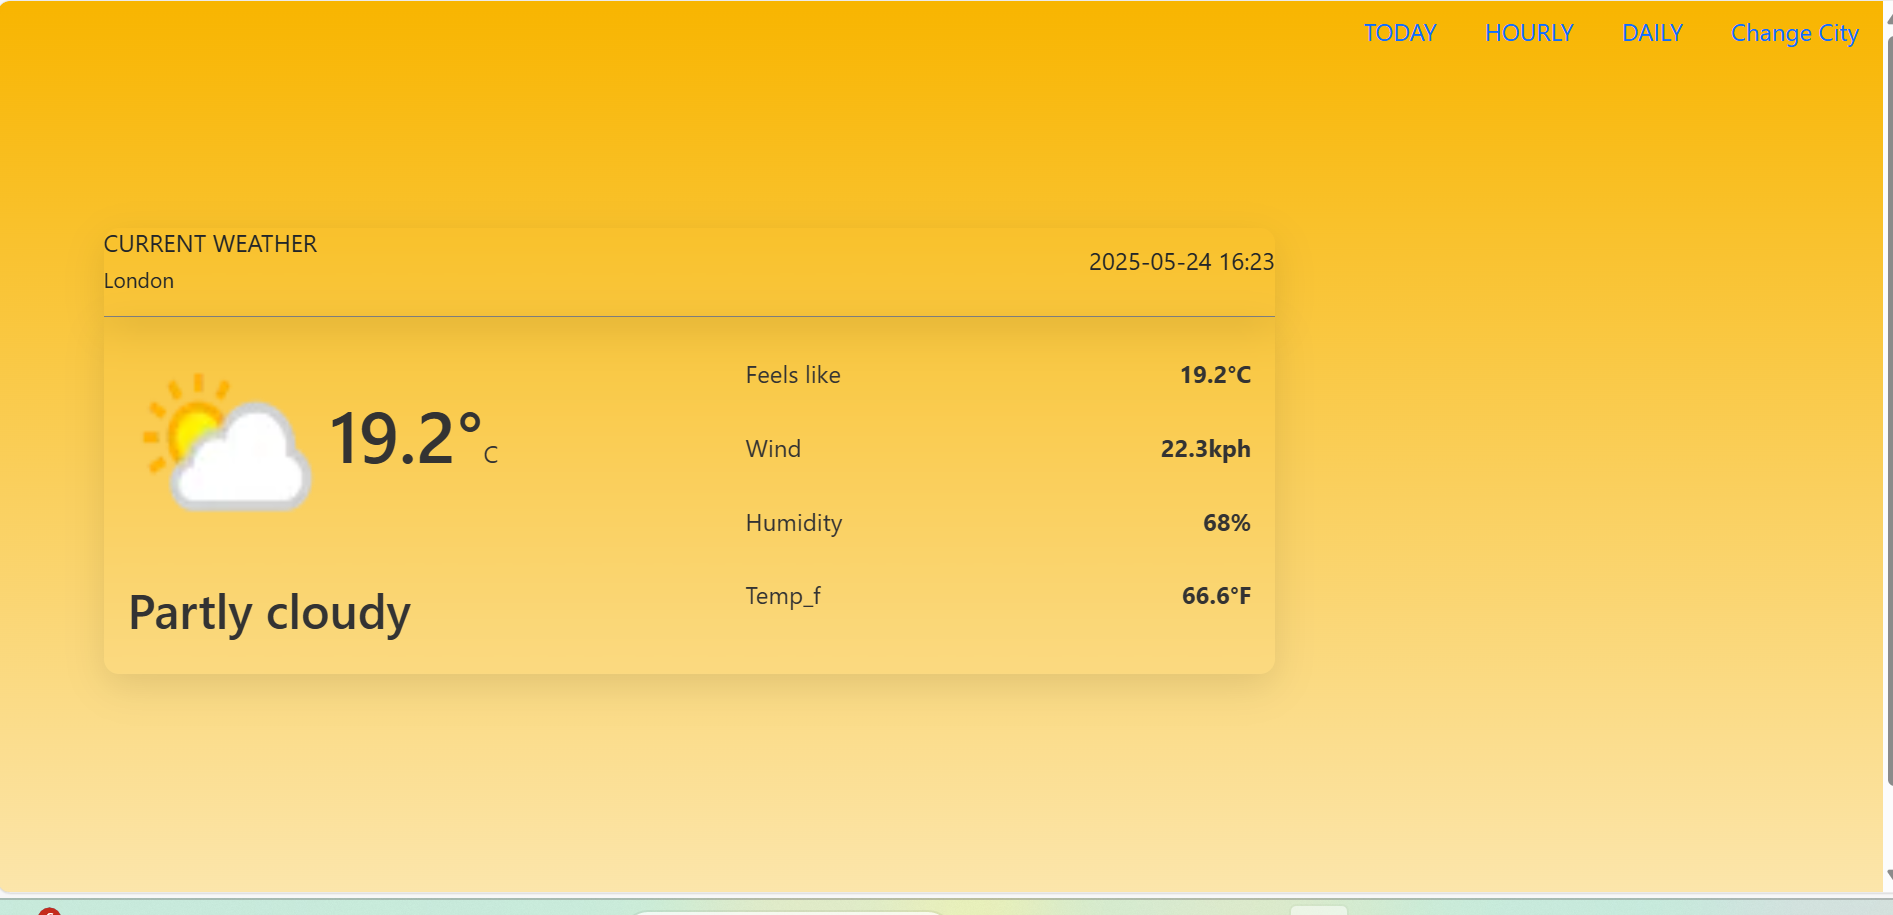 TODAY HOURLY DAILY Change City
CURRENT WEATHER
London
2025-05-24 16:23
19.2° C
Partly cloudy
Feels like 19.2°C
Wind 22.3kph
Humidity 68%
Temp_f 66.6°F